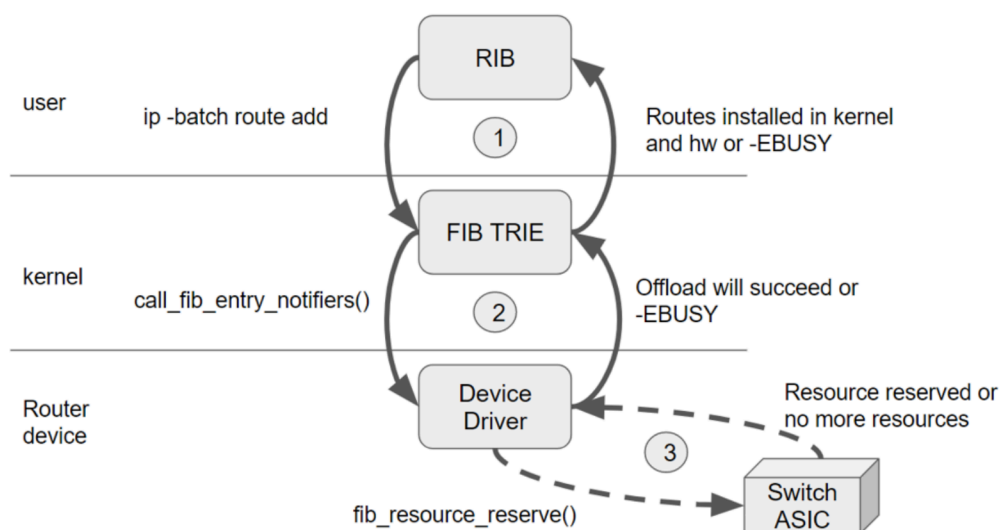 RIB
user
ip -batch route add
Routes installed in kernel
and hw or -EBUSY
1
FIB TRIE
kernel
call_fib_entry_notifiers()
Offload will succeed or
-EBUSY
2
Device
Driver
Router
device
Resource reserved or
no more resources
3
Switch
ASIC
fib_resource_reserve()